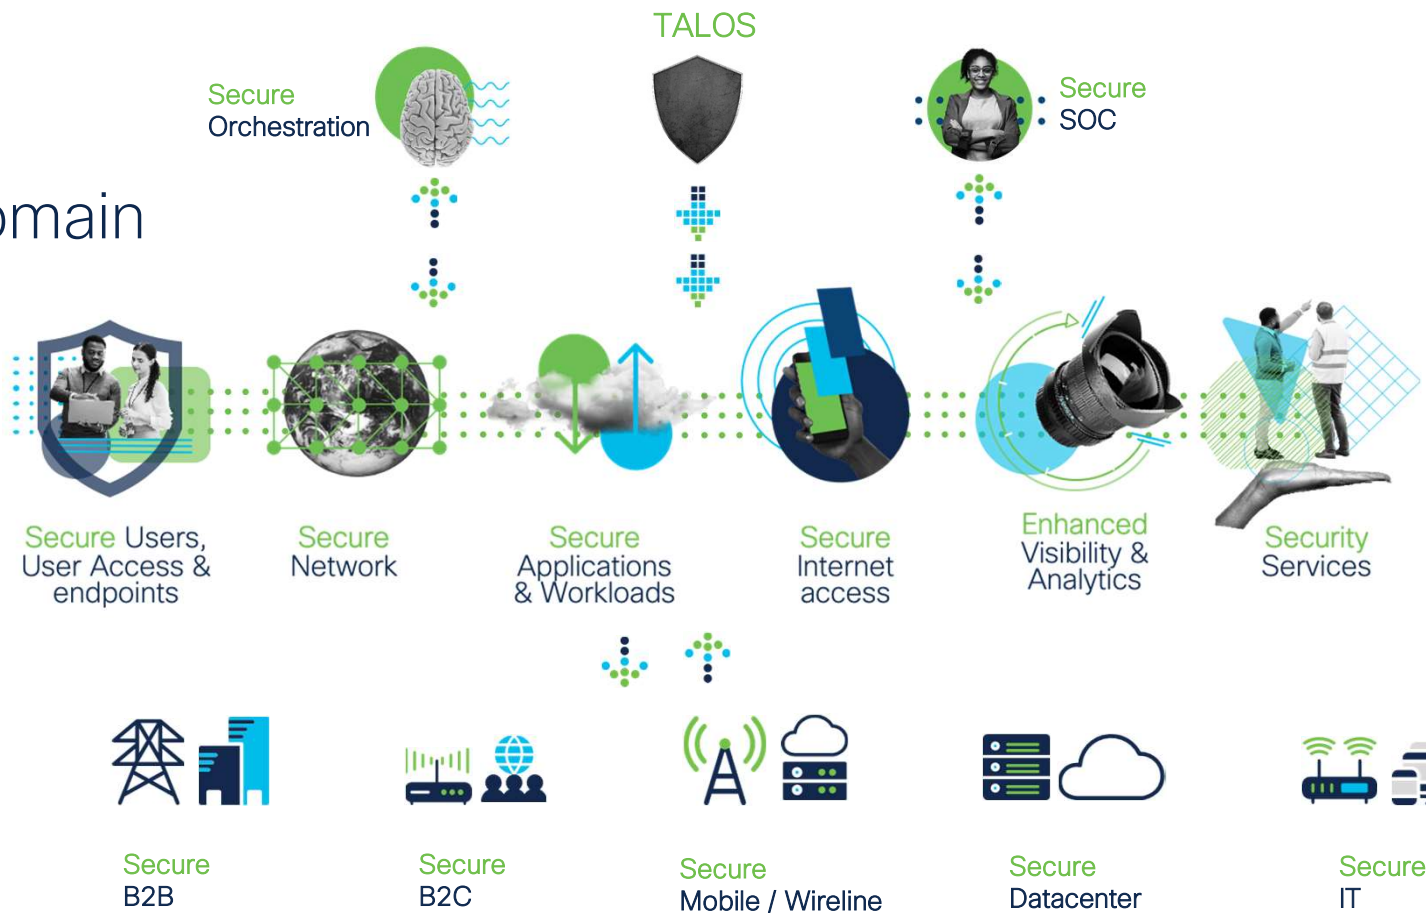 TALOS
Secure
Orchestration
Secure
SOC
omain
Secure Users,
User Access &
endpoints
Secure
Network
Secure
Applications
& Workloads
Secure
Internet
access
Enhanced
Visibility &
Analytics
Security
Services
Secure
B2B
Secure
B2C
Secure
Mobile / Wireline
Secure
Datacenter
Secure
IT